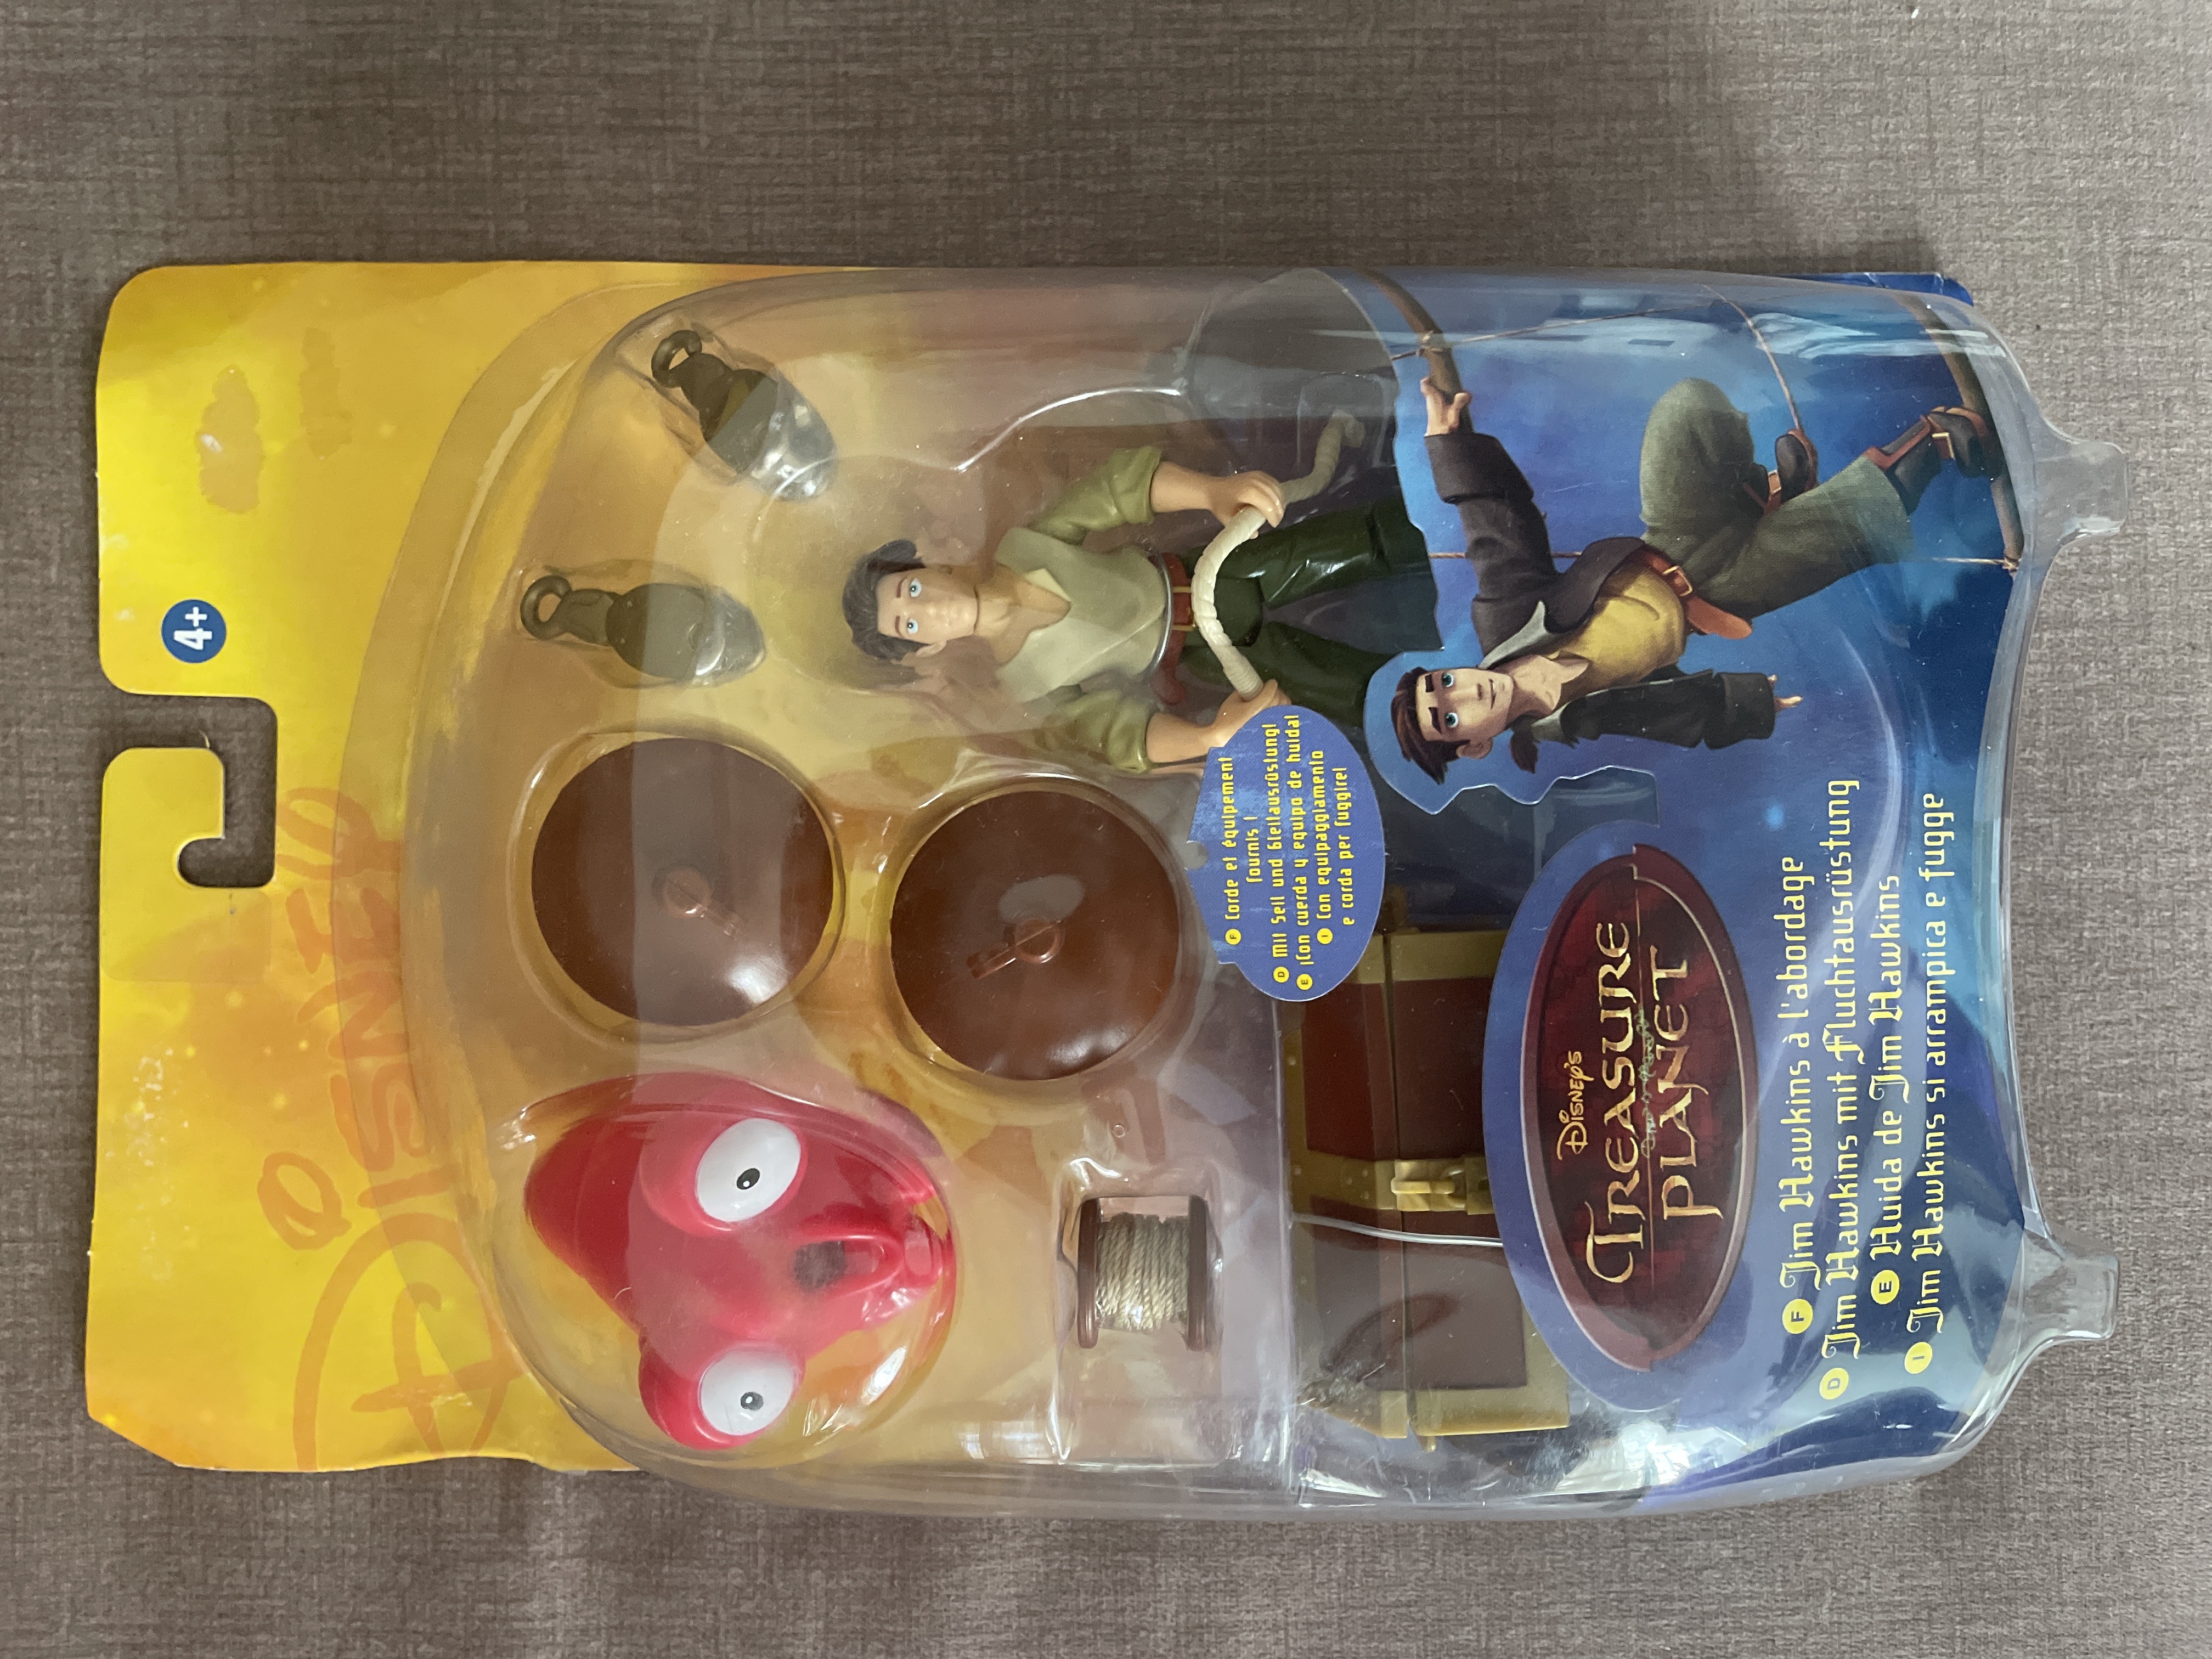 4+
Disney
F Corde et équipement
fournis !
D Mit Seil und Gleitausrüstung!
E ¡Con cuerda y equipo de huida!
I Con equipaggiamento
e corda per fuggire!
Disney's
Treasure
Planet
F Jim Hawkins à l'abordage
D Jim Hawkins mit Fluchtausrüstung
E Huida de Jim Hawkins
I Jim Hawkins si arrampica e fugge